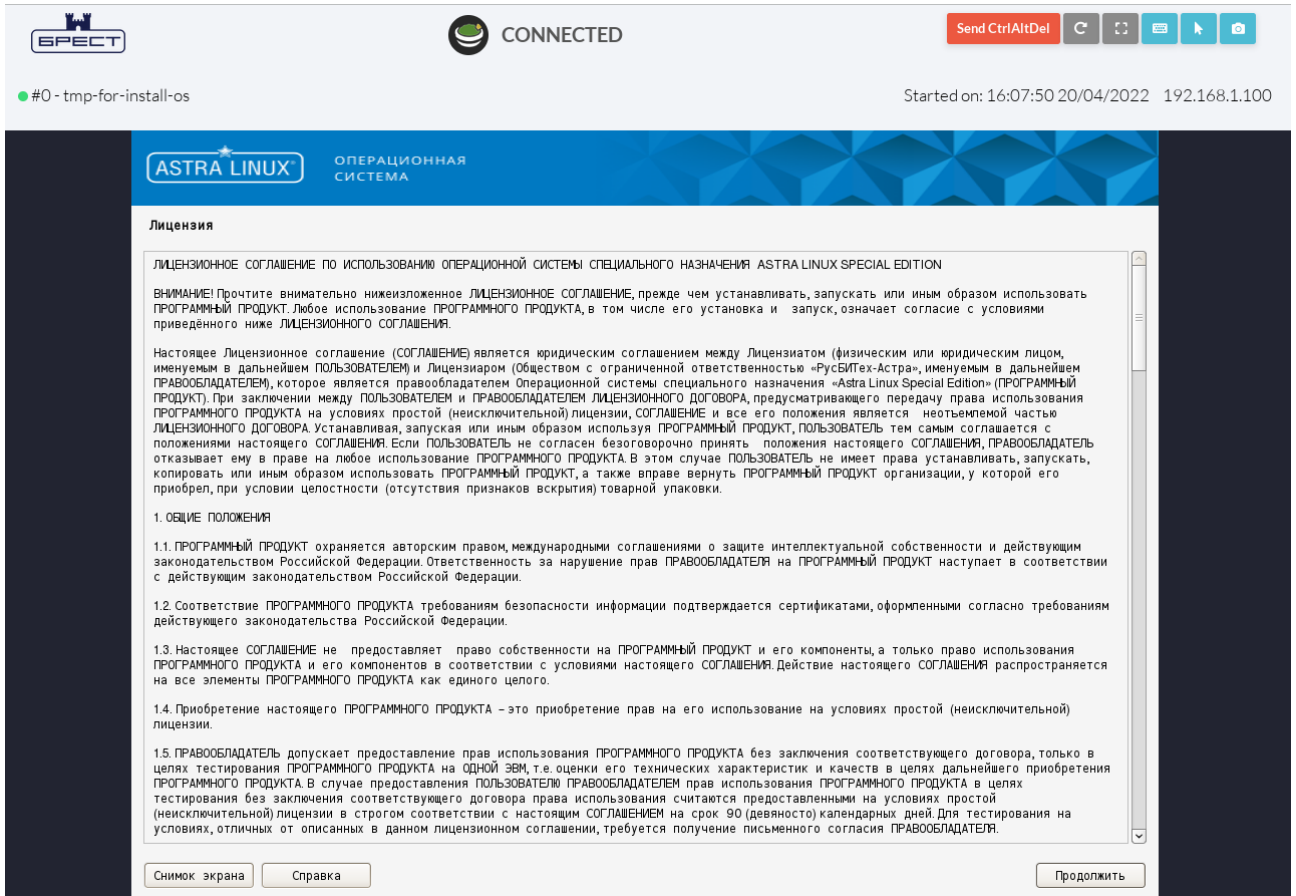 БРЕСТ
CONNECTED
Send CtrlAltDel
#0 - tmp-for-install-os
Started on: 16:07:50 20/04/2022 192.168.1.100
ASTRA LINUX®
ОПЕРАЦИОННАЯ
СИСТЕМА
Лицензия
ЛИЦЕНЗИОННОЕ СОГЛАШЕНИЕ ПО ИСПОЛЬЗОВАНИЮ ОПЕРАЦИОННОЙ СИСТЕМЫ СПЕЦИАЛЬНОГО НАЗНАЧЕНИЯ ASTRA LINUX SPECIAL EDITION
ВНИМАНИЕ! Прочтите внимательно нижеизложенное ЛИЦЕНЗИОННОЕ СОГЛАШЕНИЕ, прежде чем устанавливать, запускать или иным образом использовать
ПРОГРАММНЫЙ ПРОДУКТ. Любое использование ПРОГРАММНОГО ПРОДУКТА, в том числе его установка и запуск, означает согласие с условиями
приведённого ниже ЛИЦЕНЗИОННОГО СОГЛАШЕНИЯ.
Настоящее Лицензионное соглашение (СОГЛАШЕНИЕ) является юридическим соглашением между Лицензиатом (физическим или юридическим лицом,
именуемым в дальнейшем ПОЛЬЗОВАТЕЛЕМ) и Лицензиаром (Обществом с ограниченной ответственностью «РусБИТех-Астра», именуемым в дальнейшем
ПРАВООБЛАДАТЕЛЕМ), которое является правообладателем Операционной системы специального назначения «Astra Linux Special Edition» (ПРОГРАММНЫЙ
ПРОДУКТ). При заключении между ПОЛЬЗОВАТЕЛЕМ и ПРАВООБЛАДАТЕЛЕМ ЛИЦЕНЗИОННОГО ДОГОВОРА, предусматривающего передачу права использования
ПРОГРАММНОГО ПРОДУКТА на условиях простой (неисключительной) лицензии, СОГЛАШЕНИЕ и все его положения является неотъемлемой частью
ЛИЦЕНЗИОННОГО ДОГОВОРА. Устанавливая, запуская или иным образом используя ПРОГРАММНЫЙ ПРОДУКТ, ПОЛЬЗОВАТЕЛЬ тем самым соглашается с
положениями настоящего СОГЛАШЕНИЯ. Если ПОЛЬЗОВАТЕЛЬ не согласен безоговорочно принять положения настоящего СОГЛАШЕНИЯ, ПРАВООБЛАДАТЕЛЬ
отказывает ему в праве на любое использование ПРОГРАММНОГО ПРОДУКТА. В этом случае ПОЛЬЗОВАТЕЛЬ не имеет права устанавливать, запускать,
копировать или иным образом использовать ПРОГРАММНЫЙ ПРОДУКТ, а также вправе вернуть ПРОГРАММНЫЙ ПРОДУКТ организации, у которой его
приобрел, при условии целостности (отсутствия признаков вскрытия) товарной упаковки.
1. ОБЩИЕ ПОЛОЖЕНИЯ
1.1. ПРОГРАММНЫЙ ПРОДУКТ охраняется авторским правом, международными соглашениями о защите интеллектуальной собственности и действующим
законодательством Российской Федерации. Ответственность за нарушение прав ПРАВООБЛАДАТЕЛЯ на ПРОГРАММНЫЙ ПРОДУКТ наступает в соответствии
с действующим законодательством Российской Федерации.
1.2. Соответствие ПРОГРАММНОГО ПРОДУКТА требованиям безопасности информации подтверждается сертификатами, оформленными согласно требованиям
действующего законодательства Российской Федерации.
1.3. Настоящее СОГЛАШЕНИЕ не предоставляет право собственности на ПРОГРАММНЫЙ ПРОДУКТ и его компоненты, а только право использования
ПРОГРАММНОГО ПРОДУКТА и его компонентов в соответствии с условиями настоящего СОГЛАШЕНИЯ. Действие настоящего СОГЛАШЕНИЯ распространяется
на все элементы ПРОГРАММНОГО ПРОДУКТА как единого целого.
1.4. Приобретение настоящего ПРОГРАММНОГО ПРОДУКТА – это приобретение прав на его использование на условиях простой (неисключительной)
лицензии.
1.5. ПРАВООБЛАДАТЕЛЬ допускает предоставление прав использования ПРОГРАММНОГО ПРОДУКТА без заключения соответствующего договора, только в
целях тестирования ПРОГРАММНОГО ПРОДУКТА на ОДНОЙ ЭВМ, т.е. оценки его технических характеристик и качеств в целях дальнейшего приобретения
ПРОГРАММНОГО ПРОДУКТА. В случае предоставления ПОЛЬЗОВАТЕЛЮ ПРАВООБЛАДАТЕЛЕМ прав использования ПРОГРАММНОГО ПРОДУКТА в целях
тестирования без заключения соответствующего договора права использования считаются предоставленными на условиях простой
(неисключительной) лицензии в строгом соответствии с настоящим СОГЛАШЕНИЕМ на срок 90 (девяносто) календарных дней. Для тестирования на
условиях, отличных от описанных в данном лицензионном соглашении, требуется получение письменного согласия ПРАВООБЛАДАТЕЛЯ.
Снимок экрана
Справка
Продолжить